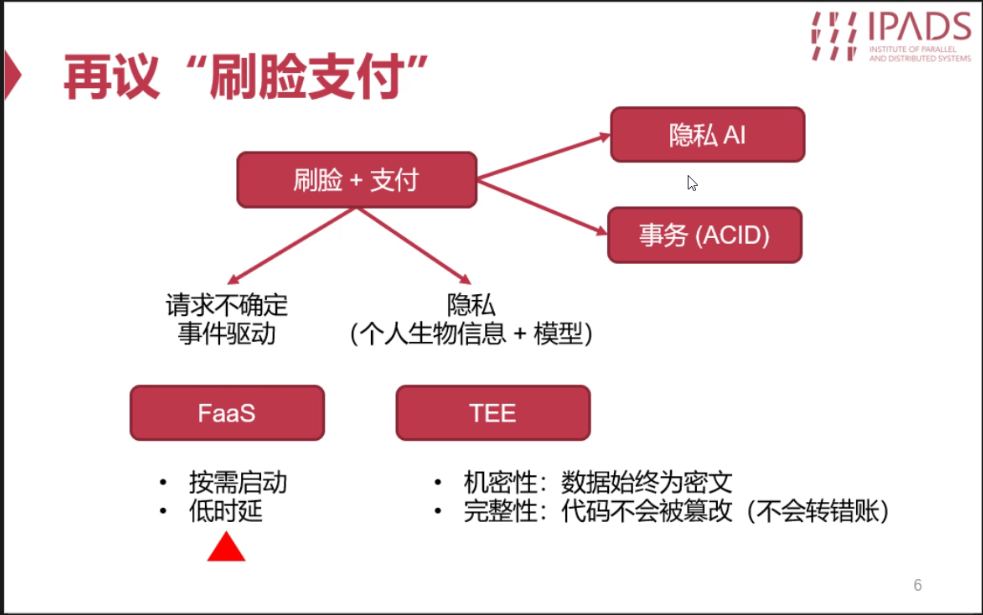 IPADS
INSTITUTE OF PARALLEL
AND DISTRIBUTED SYSTEMS
再议“刷脸支付”
隐私 AI
刷脸 + 支付
事务 (ACID)
请求不确定
事件驱动
隐私
（个人生物信息 + 模型）
FaaS
TEE
• 按需启动
• 低时延
• 机密性：数据始终为密文
• 完整性：代码不会被篡改（不会转错账）
6